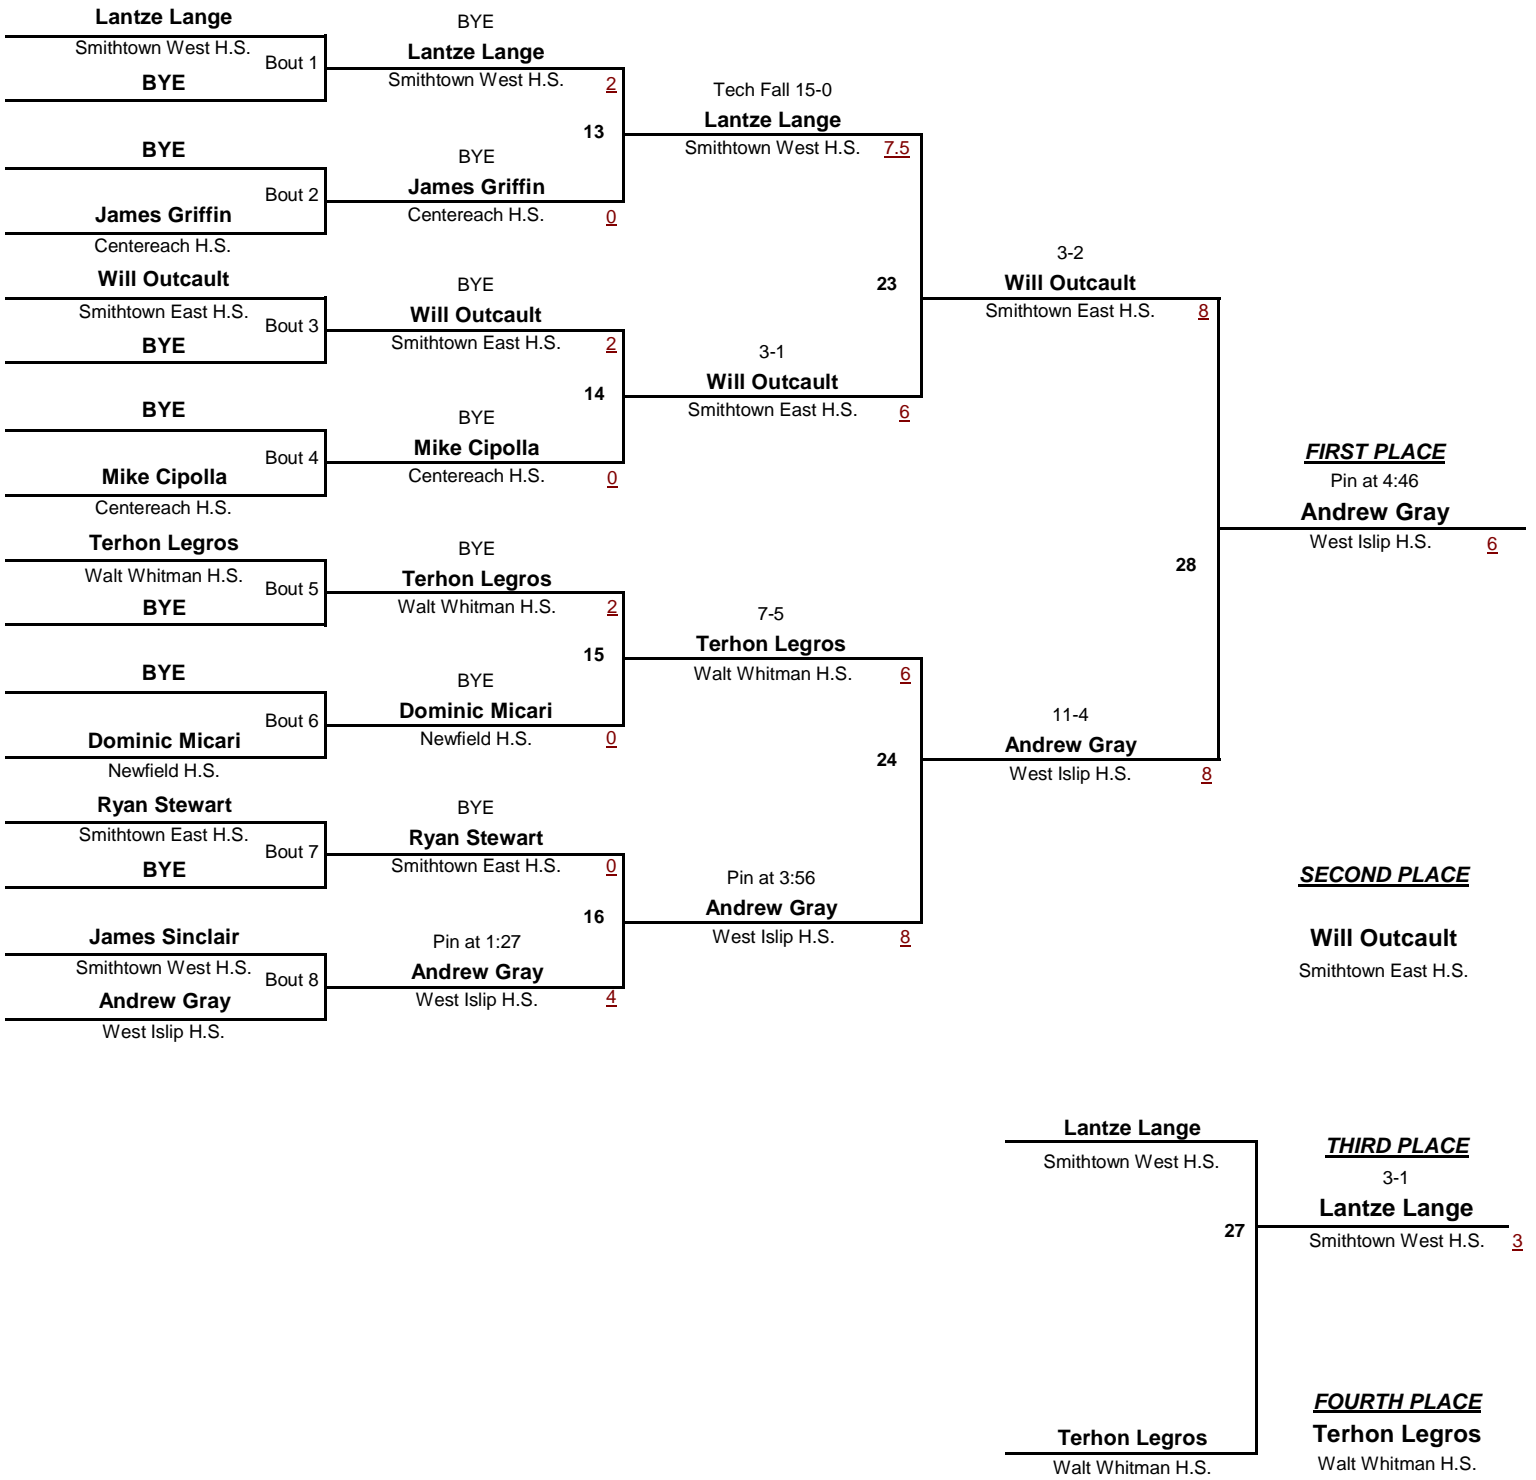 Lantze Lange
Smithtown West H.S.
Bout 1
BYE
BYE
Bout 2
James Griffin
Centereach H.S.
Will Outcault
Smithtown East H.S.
Bout 3
BYE
BYE
Bout 4
Mike Cipolla
Centereach H.S.
Terhon Legros
Walt Whitman H.S.
Bout 5
BYE
BYE
Bout 6
Dominic Micari
Newfield H.S.
Ryan Stewart
Smithtown East H.S.
Bout 7
BYE
James Sinclair
Smithtown West H.S.
Bout 8
Andrew Gray
West Islip H.S.
BYE
Lantze Lange
Smithtown West H.S. 2
13
BYE
James Griffin
Centereach H.S. 0
BYE
Will Outcault
Smithtown East H.S. 2
14
BYE
Mike Cipolla
Centereach H.S. 0
BYE
Terhon Legros
Walt Whitman H.S. 2
15
BYE
Dominic Micari
Newfield H.S. 0
BYE
Ryan Stewart
Smithtown East H.S. 0
16
Pin at 1:27
Andrew Gray
West Islip H.S. 4
Tech Fall 15-0
Lantze Lange
Smithtown West H.S. 7.5
23
3-1
Will Outcault
Smithtown East H.S. 6
7-5
Terhon Legros
Walt Whitman H.S. 6
24
Pin at 3:56
Andrew Gray
West Islip H.S. 8
3-2
Will Outcault
Smithtown East H.S. 8
28
11-4
Andrew Gray
West Islip H.S. 8
FIRST PLACE
Pin at 4:46
Andrew Gray
West Islip H.S. 6
SECOND PLACE
Will Outcault
Smithtown East H.S.
Lantze Lange
Smithtown West H.S.
27
Terhon Legros
Walt Whitman H.S.
THIRD PLACE
3-1
Lantze Lange
Smithtown West H.S. 3
FOURTH PLACE
Terhon Legros
Walt Whitman H.S.